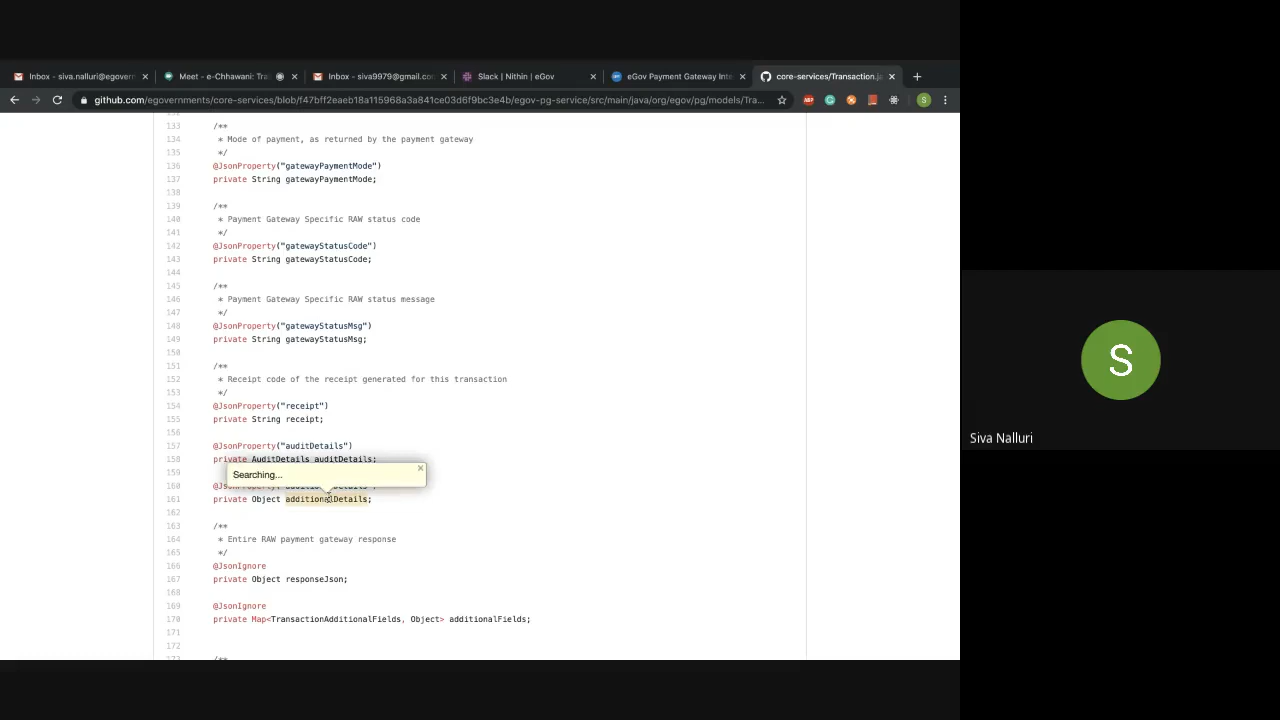 Inbox - siva.nalluri@egovern
Meet - e-Chhawani: Tra
Inbox - siva9979@gmail.co
Slack | Nithin | eGov
eGov Payment Gateway Inte
core-services/Transaction.ja
github.com/egovernments/core-services/blob/f47bff2eaeb18a115968a3a841ce03d6f9bc3e4b/egov-pg-service/src/main/java/org/egov/pg/models/Tra...
ABP
S
133 /**
134 * Mode of payment, as returned by the payment gateway
135 */
136 @JsonProperty("gatewayPaymentMode")
137 private String gatewayPaymentMode;
138
139 /**
140 * Payment Gateway Specific RAW status code
141 */
142 @JsonProperty("gatewayStatusCode")
143 private String gatewayStatusCode;
144
145 /**
146 * Payment Gateway Specific RAW status message
147 */
148 @JsonProperty("gatewayStatusMsg")
149 private String gatewayStatusMsg;
150
151 /**
152 * Receipt code of the receipt generated for this transaction
153 */
154 @JsonProperty("receipt")
155 private String receipt;
156
157 @JsonProperty("auditDetails")
158 private AuditDetails auditDetails;
159
Searching...
160
161 private Object additionalDetails;
162
163 /**
164 * Entire RAW payment gateway response
165 */
166 @JsonIgnore
167 private Object responseJson;
168
169 @JsonIgnore
170 private Map<TransactionAdditionalFields, Object> additionalFields;
171
172
S
Siva Nalluri